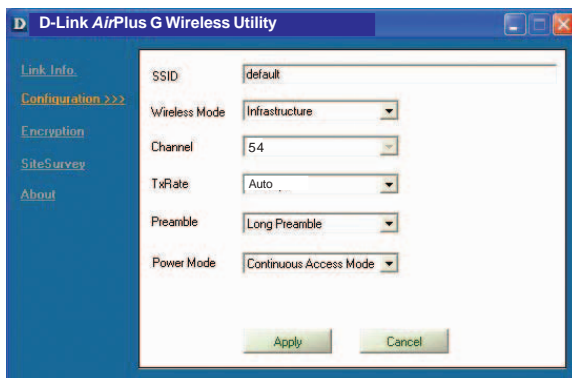 D-Link AirPlus G Wireless Utility
Link Info.
Configuration >>>
Encryption
SiteSurvey
About
SSID default
Wireless Mode Infrastructure
Channel 54
TxRate Auto
Preamble Long Preamble
Power Mode Continuous Access Mode
Apply Cancel